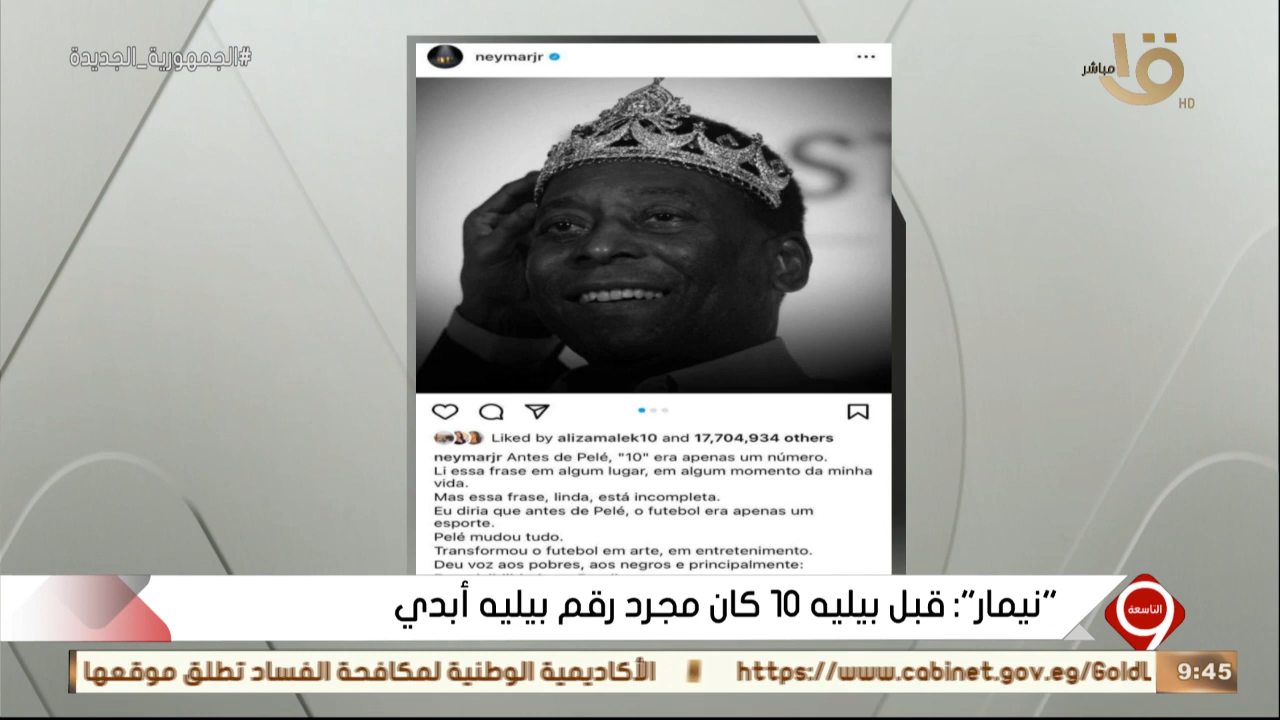 #الجمهورية_الجديدة
مباشر
HD
neymarjr
ST
Liked by alizamalek10 and 17,704,934 others
neymarjr Antes de Pelé, "10" era apenas um número.
Li essa frase em algum lugar, em algum momento da minha
vida.
Mas essa frase, linda, está incompleta.
Eu diria que antes de Pelé, o futebol era apenas um
esporte.
Pelé mudou tudo.
Transformou o futebol em arte, em entretenimento.
Deu voz aos pobres, aos negros e principalmente:
"نيمار": قبل بيليه 10 كان مجرد رقم بيليه أبدي
التاسعة
9
https://www.cabinet.gov.eg/GoldL
الأكاديمية الوطنية لمكافحة الفساد تطلق موقعها
9:45